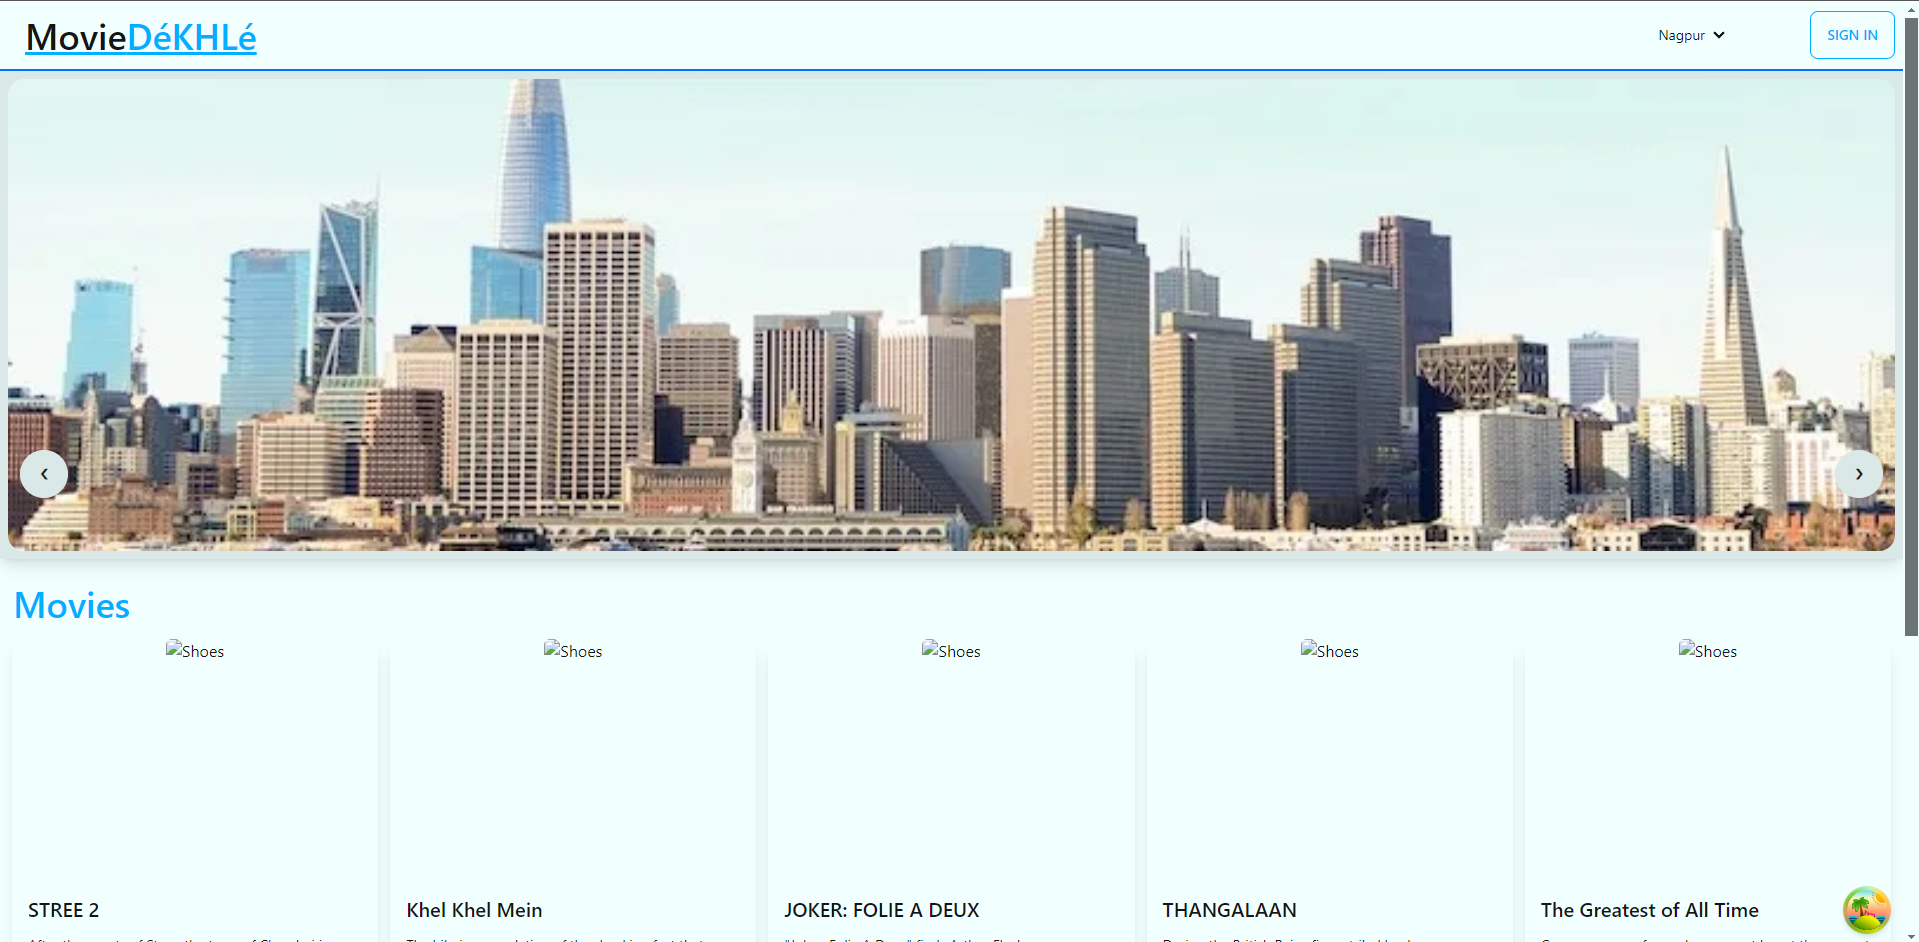 MovieDéKHLé
Nagpur
SIGN IN
Movies
Shoes
Shoes
Shoes
Shoes
Shoes
STREE 2
Khel Khel Mein
JOKER: FOLIE A DEUX
THANGALAAN
The Greatest of All Time